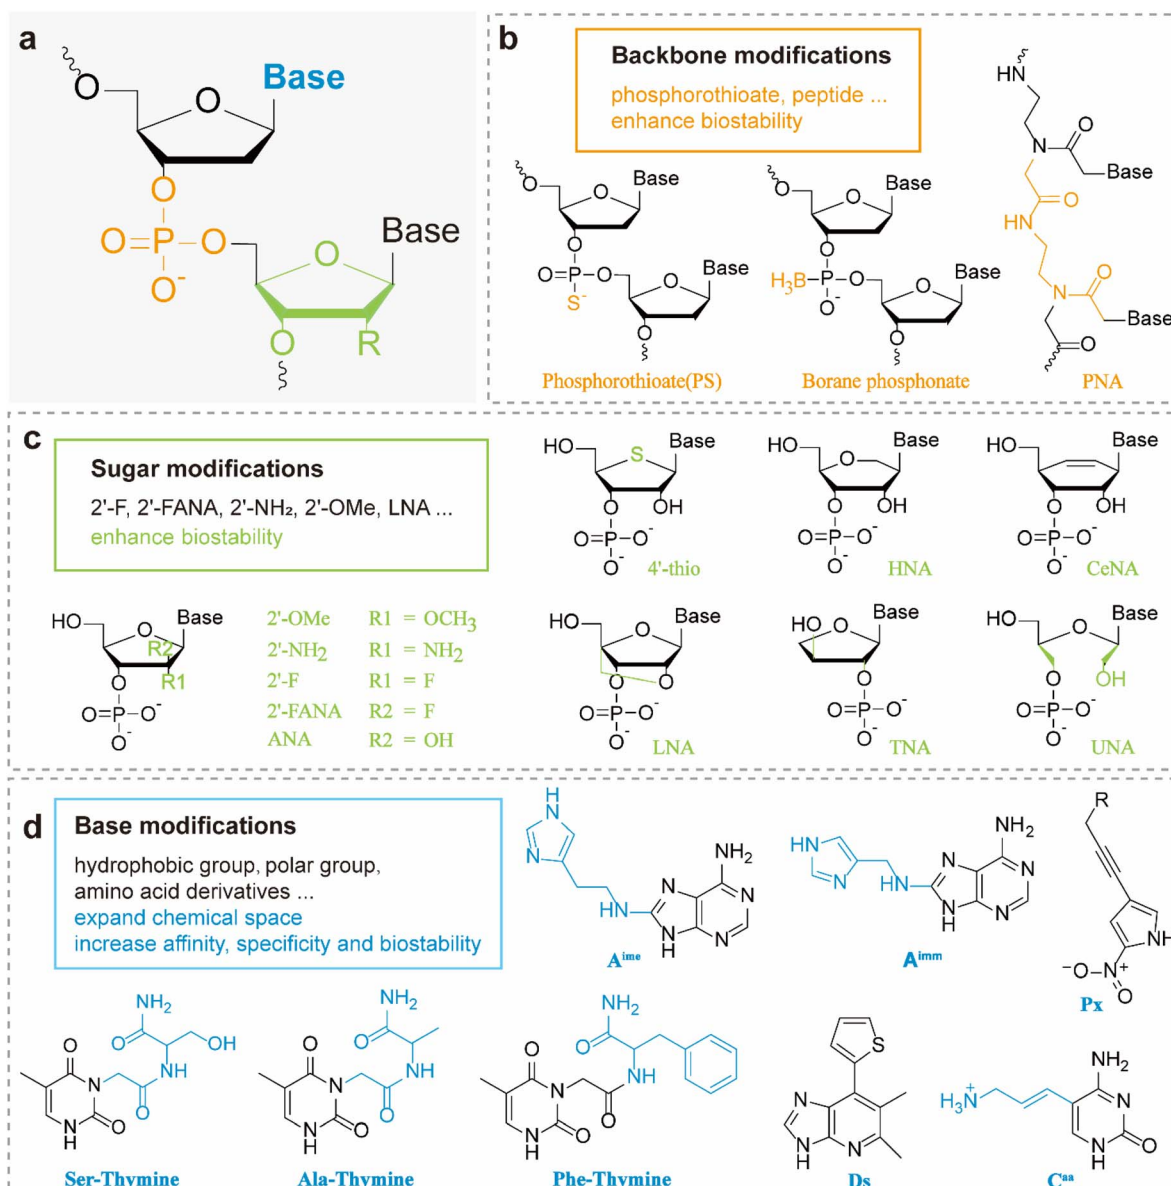 a
O
O
Base
O
O=P
O
O-
O
Base
O
R
b
Backbone modifications
phosphorothioate, peptide ...
enhance biostability
O
O
Base
O
O=P
O
S-
O
Base
O
Phosphorothioate(PS)
O
O
Base
O
H3B-P
O
O-
O
Base
O
Borane phosphonate
HN
N
O
Base
O
HN
N
O
Base
O
PNA
c
Sugar modifications
2'-F, 2'-FANA, 2'-NH₂, 2'-OMe, LNA ...
enhance biostability
HO
S
Base
O
OH
O=P-O-
O-
4'-thio
HO
O
Base
O
OH
O=P-O-
O-
HNA
HO
Base
O
OH
O=P-O-
O-
CeNA
HO
O
Base
R2
R1
O
O=P-O-
O-
2'-OMe R1 = OCH3
2'-NH2 R1 = NH2
2'-F R1 = F
2'-FANA R2 = F
ANA R2 = OH
HO
O
Base
O
O
O=P-O-
O-
LNA
HO
O
Base
O
O=P-O-
O-
TNA
HO
O
Base
O
OH
O=P-O-
O-
UNA
d
Base modifications
hydrophobic group, polar group,
amino acid derivatives ...
expand chemical space
increase affinity, specificity and biostability
H
N
N
N
H
N
N
H
NH2
N
N
Aime
HN
N
N
H
N
N
H
NH2
N
N
Aimm
R
NH
-O
N+
O
Px
NH2
O
OH
NH
O
N
O
O
N
H
Ser-Thymine
NH2
O
NH
O
N
O
O
N
H
Ala-Thymine
NH2
O
NH
O
N
O
O
N
H
Phe-Thymine
S
N
N
H
N
Ds
H3N+
NH2
N
N
H
O
Caa